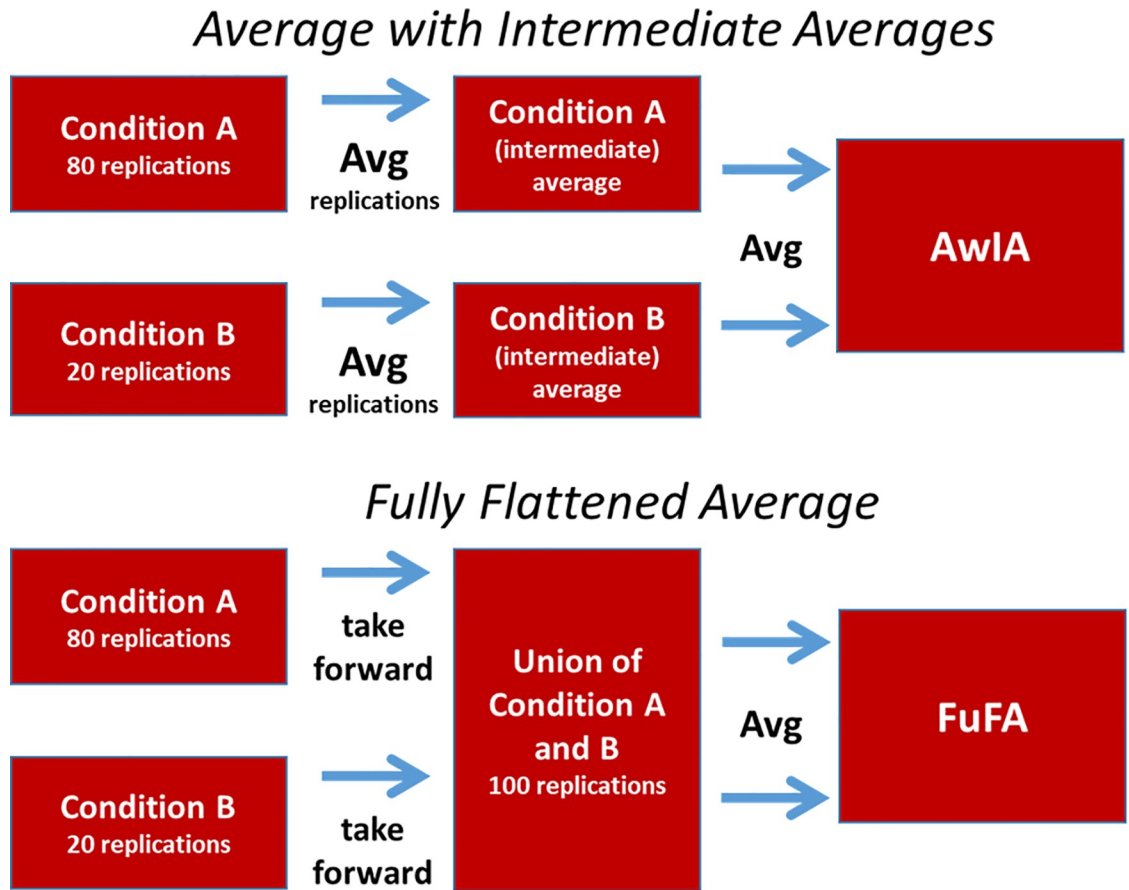 Average with Intermediate Averages
Condition A
80 replications
Avg
replications
Condition A
(intermediate)
average
Condition B
20 replications
Avg
replications
Condition B
(intermediate)
average
Avg
AwIA
Fully Flattened Average
Condition A
80 replications
take
forward
Condition B
20 replications
take
forward
Union of
Condition A
and B
100 replications
Avg
FuFA